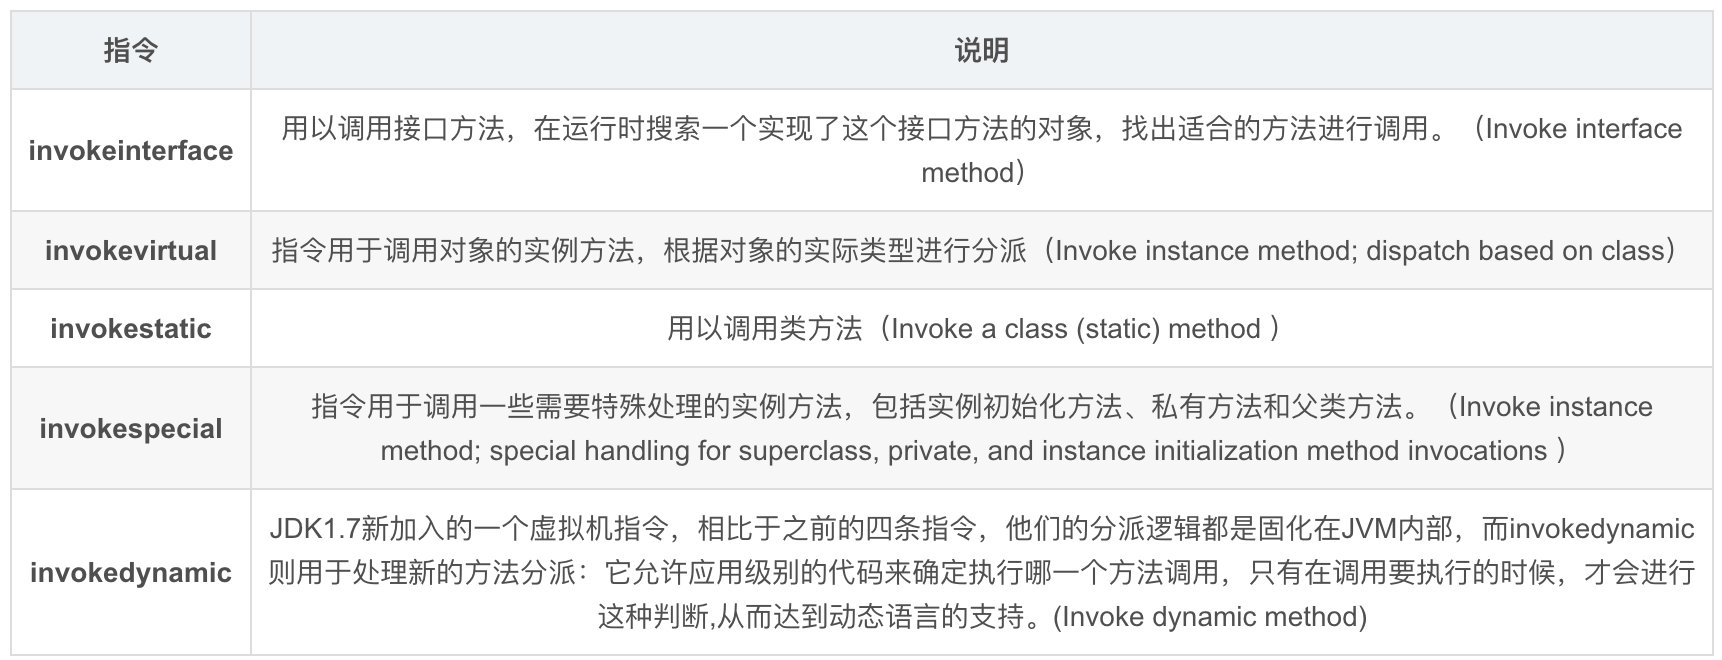 指令
说明
invokeinterface
用以调用接口方法，在运行时搜索一个实现了这个接口方法的对象，找出适合的方法进行调用。（Invoke interface
method）
invokevirtual
指令用于调用对象的实例方法，根据对象的实际类型进行分派（Invoke instance method; dispatch based on class）
invokestatic
用以调用类方法（Invoke a class (static) method ）
invokespecial
指令用于调用一些需要特殊处理的实例方法，包括实例初始化方法、私有方法和父类方法。（Invoke instance
method; special handling for superclass, private, and instance initialization method invocations ）
invokedynamic
JDK1.7新加入的一个虚拟机指令，相比于之前的四条指令，他们的分派逻辑都是固化在JVM内部，而invokedynamic
则用于处理新的方法分派：它允许应用级别的代码来确定执行哪一个方法调用，只有在调用要执行的时候，才会进行
这种判断,从而达到动态语言的支持。(Invoke dynamic method)